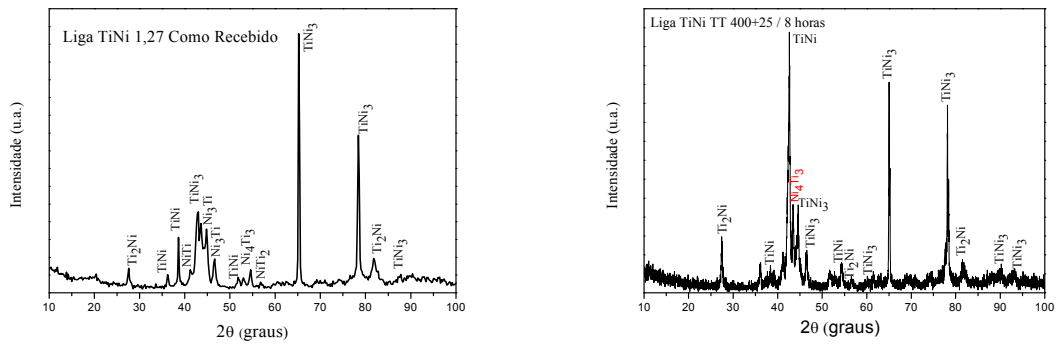 Liga TiNi 1,27 Como Recebido
Intensidade (u.a.)
Ti2Ni
TiNi
TiNi
NiTi
TiNi3
Ni3Ti
Ni3Ti
TiNi
Ni4Ti3
NiTi2
TiNi3
TiNi3
Ti2Ni
TiNi3
10 20 30 40 50 60 70 80 90 100
2θ (graus)
Liga TiNi TT 400+25 / 8 horas
Intensidade (u.a.)
Ti2Ni
TiNi
TiNi
Ni4Ti3
TiNi3
TiNi3
TiNi
Ti2Ni
TiNi3
TiNi3
TiNi3
Ti2Ni
TiNi3
TiNi3
10 20 30 40 50 60 70 80 90 100
2θ (graus)